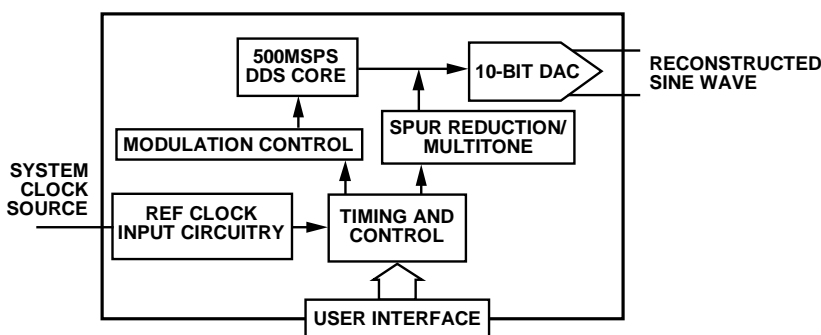 500MSPS
DDS CORE
10-BIT DAC
RECONSTRUCTED
SINE WAVE
MODULATION CONTROL
SPUR REDUCTION/
MULTITONE
SYSTEM
CLOCK
SOURCE
REF CLOCK
INPUT CIRCUITRY
TIMING AND
CONTROL
USER INTERFACE